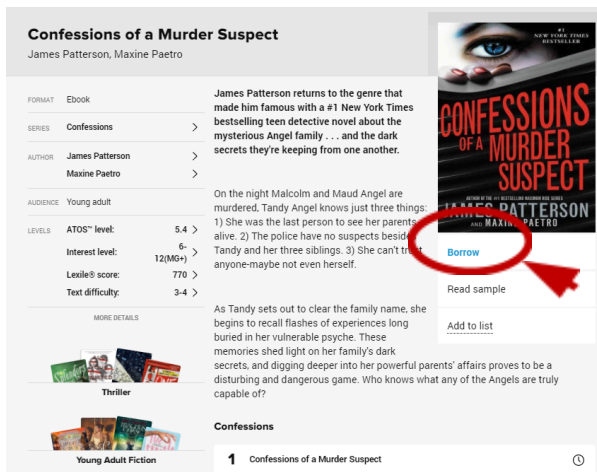 Confessions of a Murder Suspect
James Patterson, Maxine Paetro
FORMAT Ebook
SERIES Confessions
AUTHOR James Patterson
Maxine Paetro
AUDIENCE Young adult
LEVELS ATOS™ level: 5.4
Interest level: 6-
12(MG+)
Lexile® score: 770
Text difficulty: 3-4
MORE DETAILS
Thriller
Young Adult Fiction
James Patterson returns to the genre that
made him famous with a #1 New York Times
bestselling teen detective novel about the
mysterious Angel family . . . and the dark
secrets they're keeping from one another.
On the night Malcolm and Maud Angel are
murdered, Tandy Angel knows just three things:
1) She was the last person to see her parents
alive. 2) The police have no suspects besides
Tandy and her three siblings. 3) She can't trust
anyone-maybe not even herself.
As Tandy sets out to clear the family name, she
begins to recall flashes of experiences long
buried in her vulnerable psyche. These
memories shed light on her family's dark
secrets, and digging deeper into her powerful parents' affairs proves to be a
disturbing and dangerous game. Who knows what any of the Angels are truly
capable of?
Confessions
1 Confessions of a Murder Suspect
#1
NEW YORK TIMES
BESTSELLER
CONFESSIONS
OF A MURDER
SUSPECT
AUTHOR OF THE #1 BESTSELLING MAXIMUM RIDE SERIES
JAMES PATTERSON
AND MAXINE PAETRO
Borrow
Read sample
Add to list